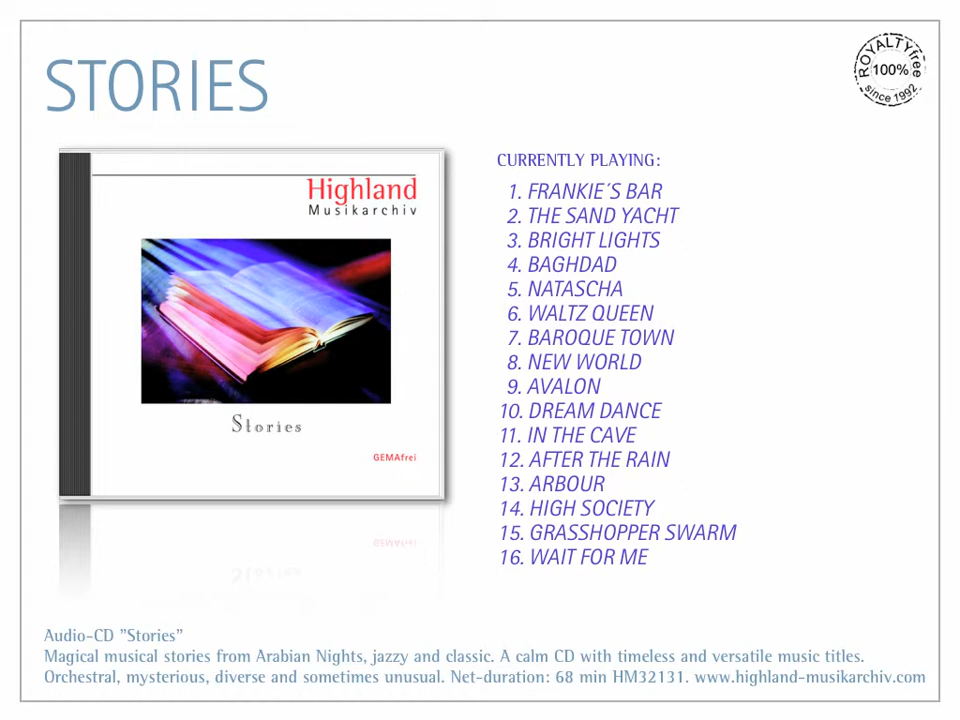 STORIES
ROYALTYfree
100%
since 1992
Highland
Musikarchiv
Stories
GEMAfrei
CURRENTLY PLAYING:
1. FRANKIE´S BAR
2. THE SAND YACHT
3. BRIGHT LIGHTS
4. BAGHDAD
5. NATASCHA
6. WALTZ QUEEN
7. BAROQUE TOWN
8. NEW WORLD
9. AVALON
10. DREAM DANCE
11. IN THE CAVE
12. AFTER THE RAIN
13. ARBOUR
14. HIGH SOCIETY
15. GRASSHOPPER SWARM
16. WAIT FOR ME
Audio-CD ”Stories”
Magical musical stories from Arabian Nights, jazzy and classic. A calm CD with timeless and versatile music titles.
Orchestral, mysterious, diverse and sometimes unusual. Net-duration: 68 min HM32131. www.highland-musikarchiv.com